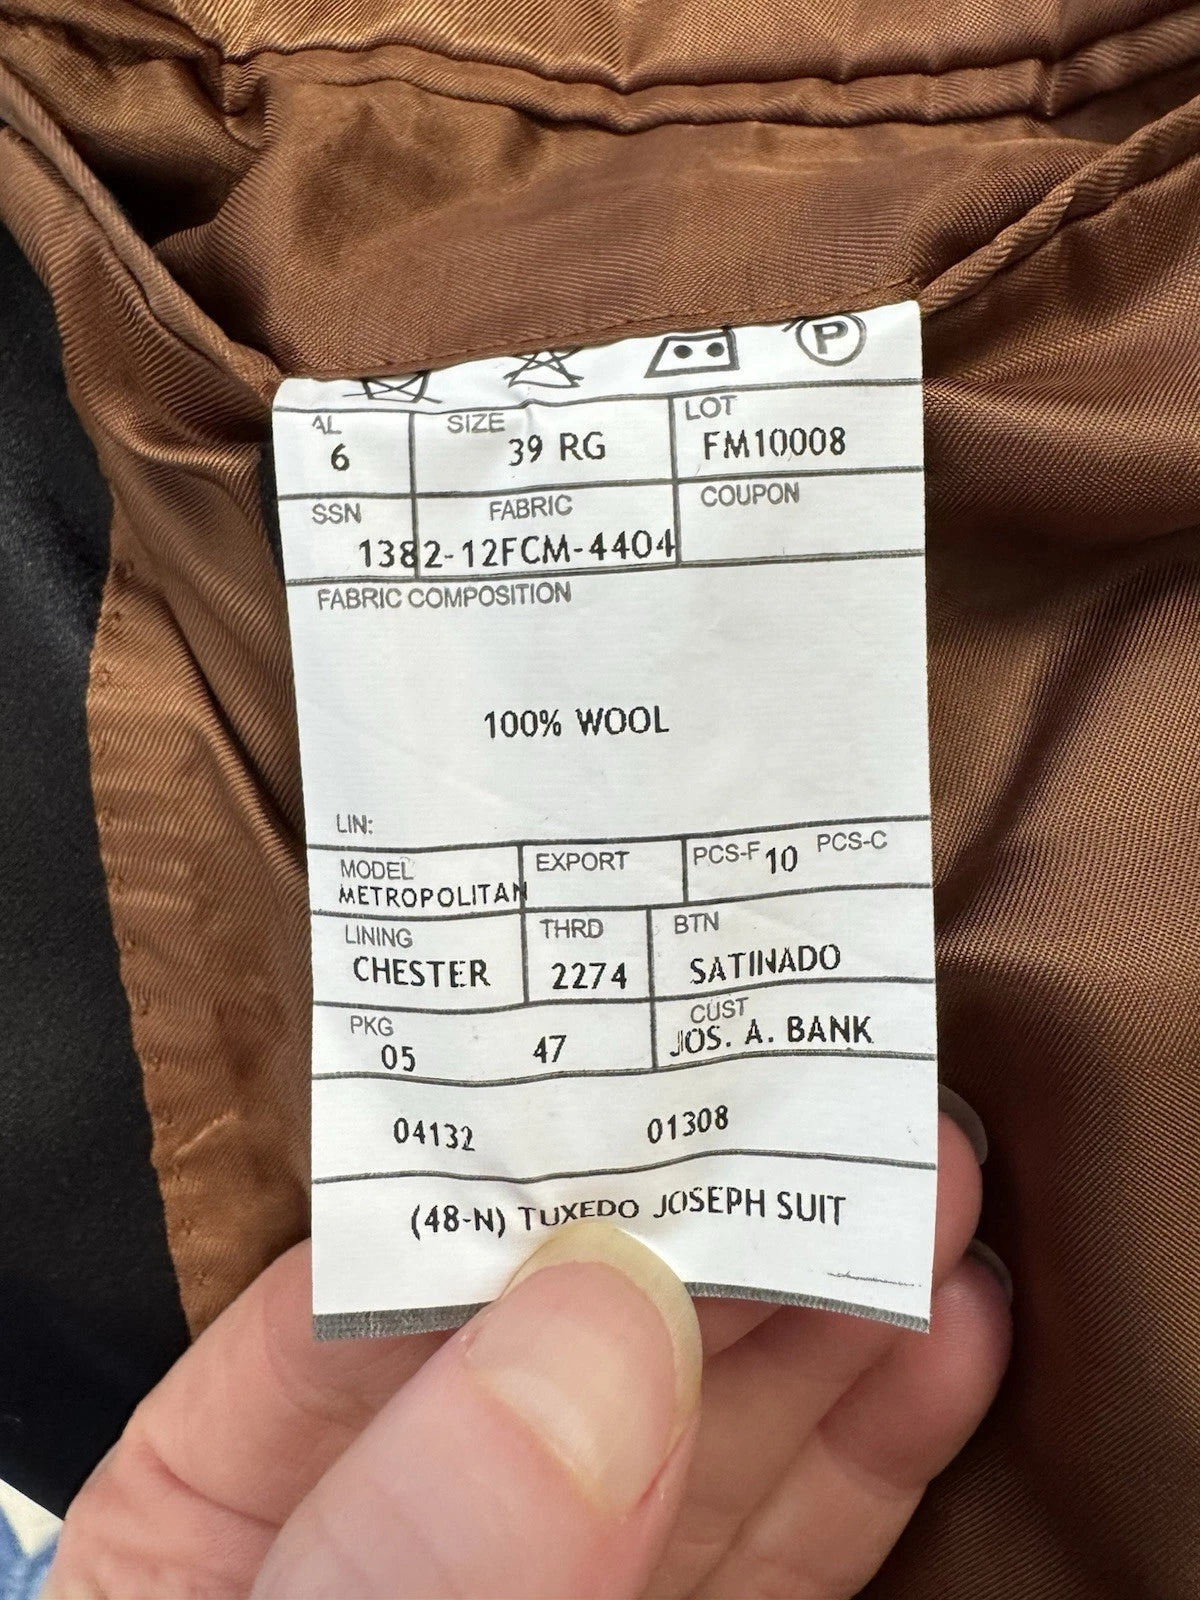 P
AL SIZE LOT
6 39 RG FM10008
SSN FABRIC COUPON
1382-12FCM-4404
FABRIC COMPOSITION
100% WOOL
LIN:
MODEL EXPORT PCS-F 10 PCS-C
METROPOLITAN
LINING THRD BTN
CHESTER 2274 SATINADO
PKG CUST
05 47 JOS. A. BANK
04132 01308
(48-N) TUXEDO JOSEPH SUIT